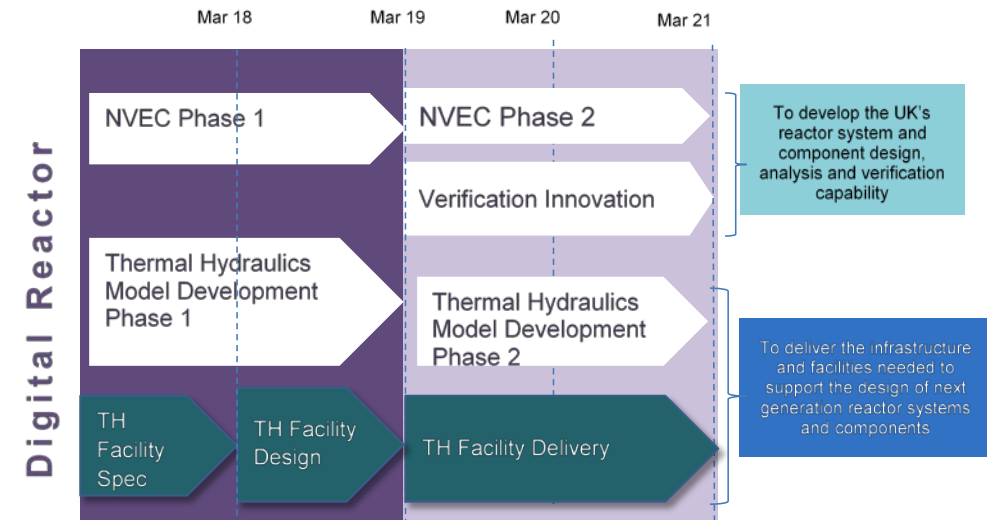 Mar 18
Mar 19
Mar 20
Mar 21
Digital Reactor
NVEC Phase 1
NVEC Phase 2
Verification Innovation
Thermal Hydraulics
Model Development
Phase 1
Thermal Hydraulics
Model Development
Phase 2
TH
Facility
Spec
TH Facility
Design
TH Facility Delivery
To develop the UK's
reactor system and
component design,
analysis and verification
capability
To deliver the infrastructure
and facilities needed to
support the design of next
generation reactor systems
and components